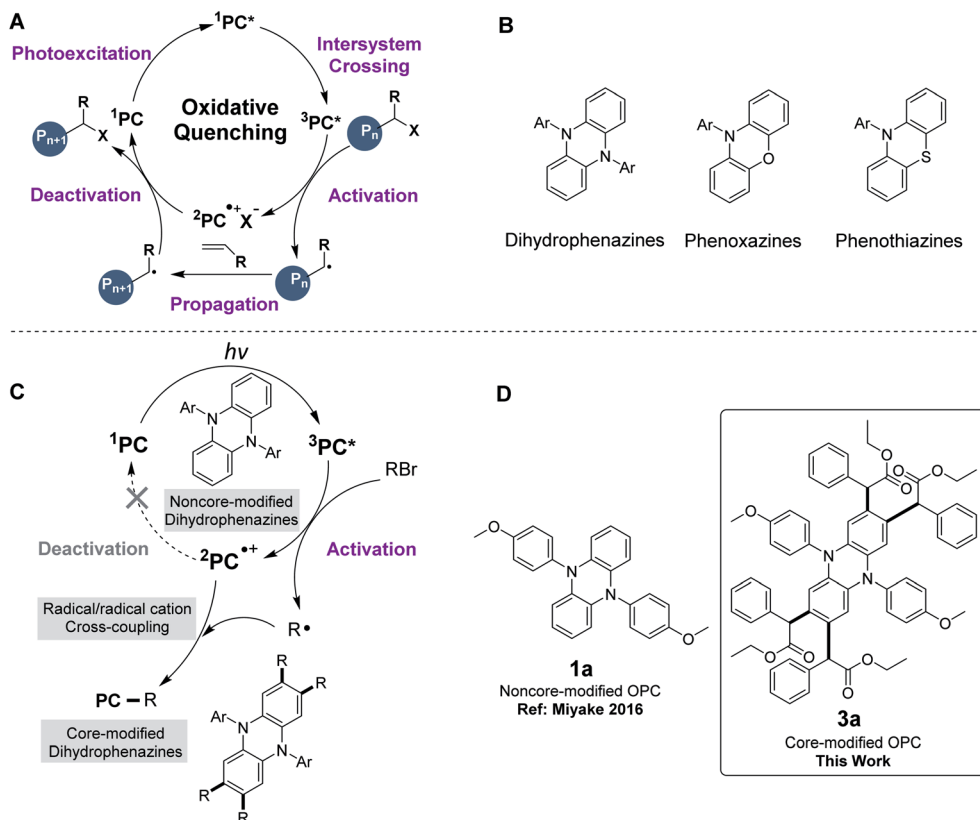 A
¹PC*
Photoexcitation
Intersystem
Crossing
R
X
Pn+1
¹PC
Oxidative
Quenching
³PC*
R
X
Pn
Deactivation
Activation
²PC•+X−
R
R
Pn+1
R
Pn
Propagation
B
Ar
N
N
Ar
Ar
N
O
Ar
N
S
Dihydrophenazines
Phenoxazines
Phenothiazines
C
hv
Ar
N
N
Ar
¹PC
³PC*
RBr
Noncore-modified
Dihydrophenazines
Deactivation
²PC•+
Activation
Radical/radical cation
Cross-coupling
R•
PC–R
Core-modified
Dihydrophenazines
R
R
Ar
N
N
Ar
R
R
D
O
N
N
O
1a
Noncore-modified OPC
Ref: Miyake 2016
O
O
O
O
O
N
N
O
O
O
O
O
3a
Core-modified OPC
This Work